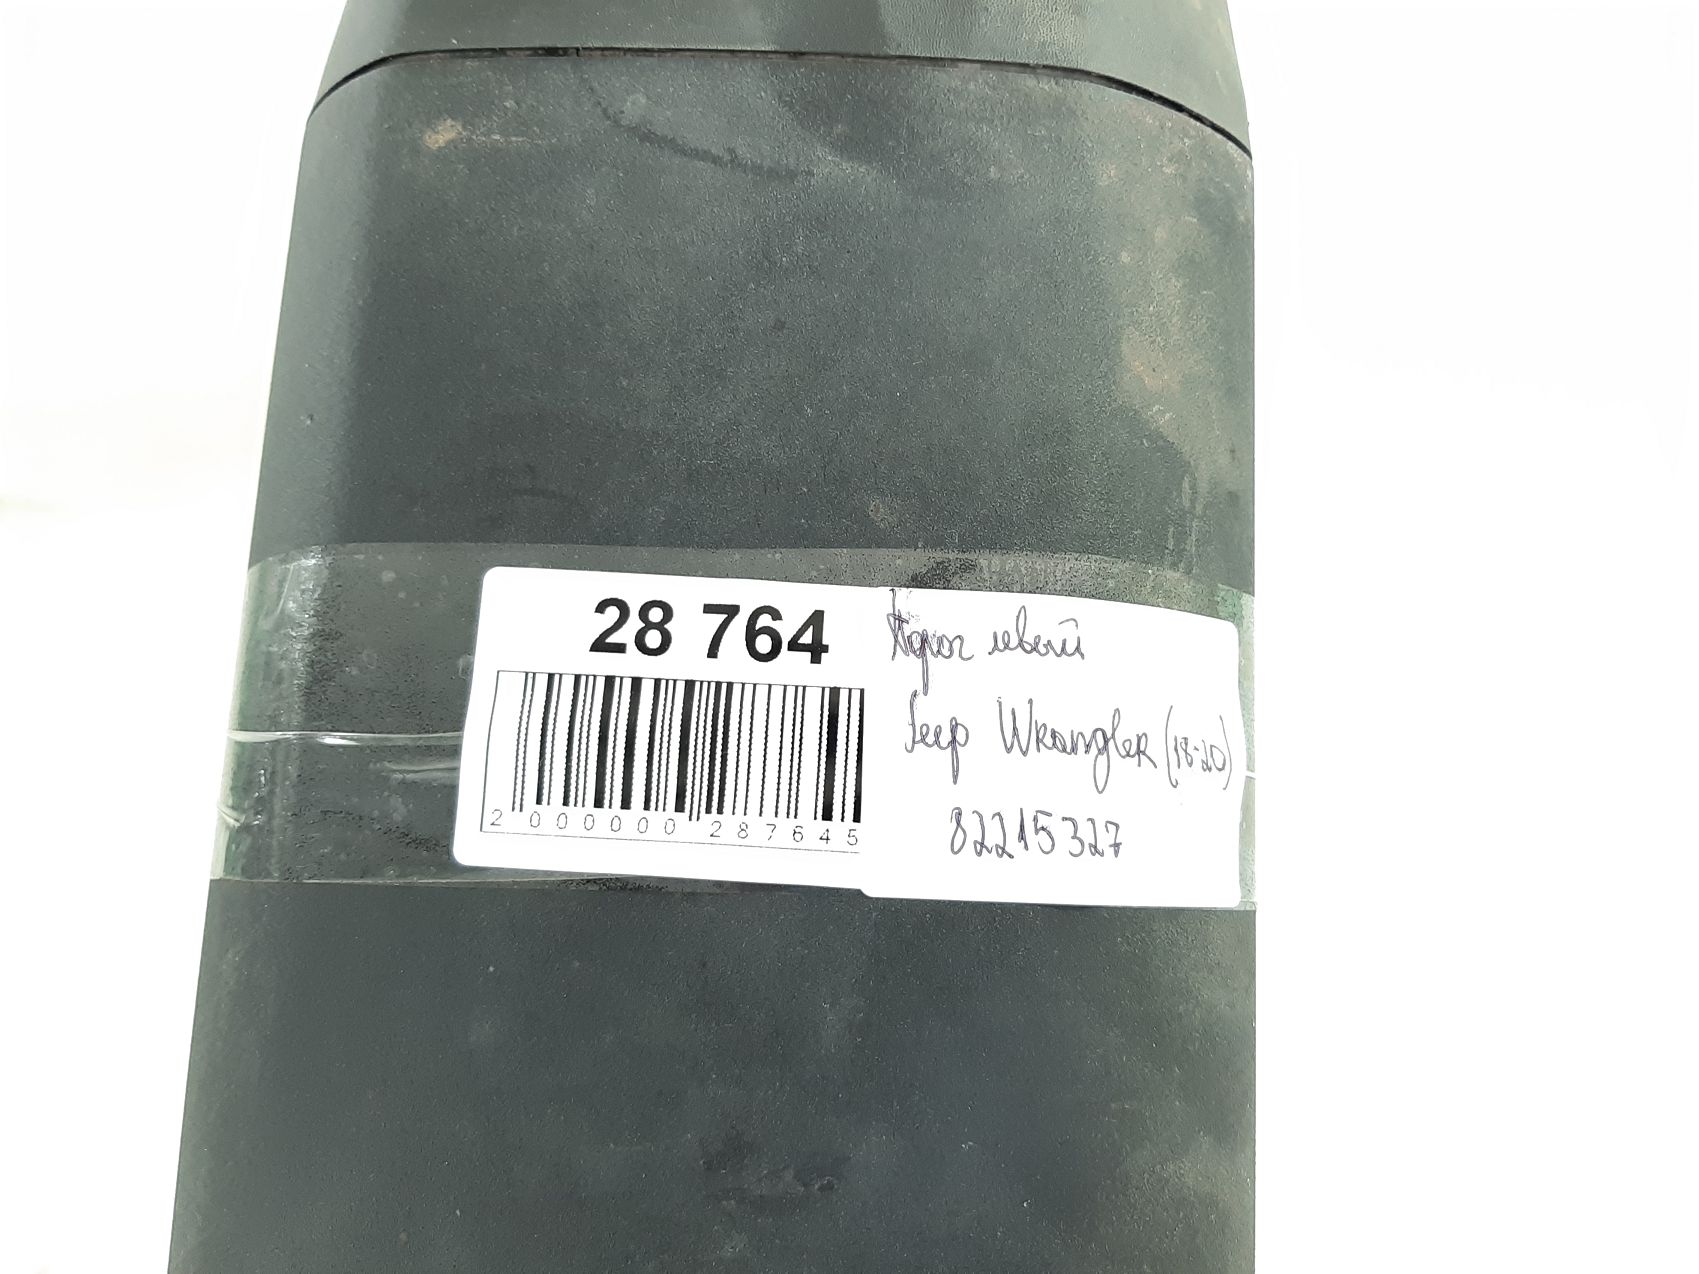 28 764
2 000000 287645
Порог левый
Jeep Wrangler (18-20)
82215327